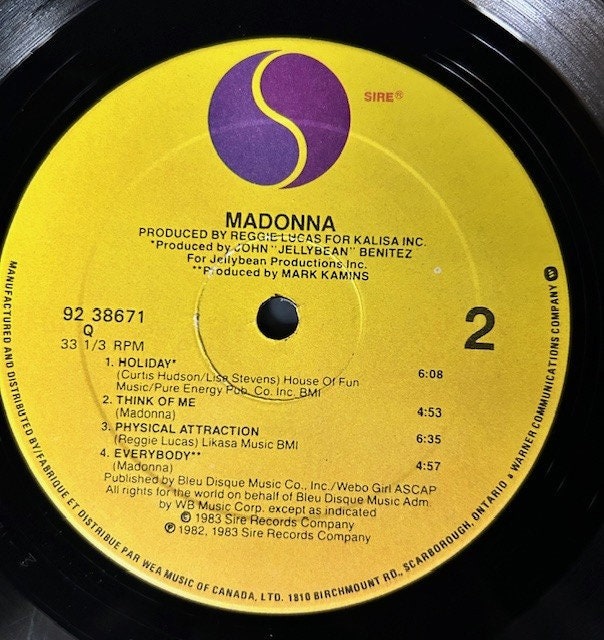 SIRE®
MADONNA
PRODUCED BY REGGIE LUCAS FOR KALISA INC.
*Produced by JOHN "JELLYBEAN" BENITEZ
For Jellybean Productions Inc.
**Produced by MARK KAMINS
92 38671
Q
33 1/3 RPM
2
1. HOLIDAY* 6:08
(Curtis Hudson/Lisa Stevens) House Of Fun
Music/Pure Energy Pub. Co. Inc. BMI
2. THINK OF ME 4:53
(Madonna)
3. PHYSICAL ATTRACTION 6:35
(Reggie Lucas) Likasa Music BMI
4. EVERYBODY** 4:57
(Madonna)
Published by Bleu Disque Music Co., Inc./Webo Girl ASCAP
All rights for the world on behalf of Bleu Disque Music Adm.
by WB Music Corp. except as indicated
© 1983 Sire Records Company
℗ 1982, 1983 Sire Records Company
MANUFACTURED AND DISTRIBUTED BY/FABRIQUÉ ET DISTRIBUÉ PAR WEA MUSIC OF CANADA, LTD. 1810 BIRCHMOUNT RD., SCARBOROUGH, ONTARIO • WARNER COMMUNICATIONS COMPANY